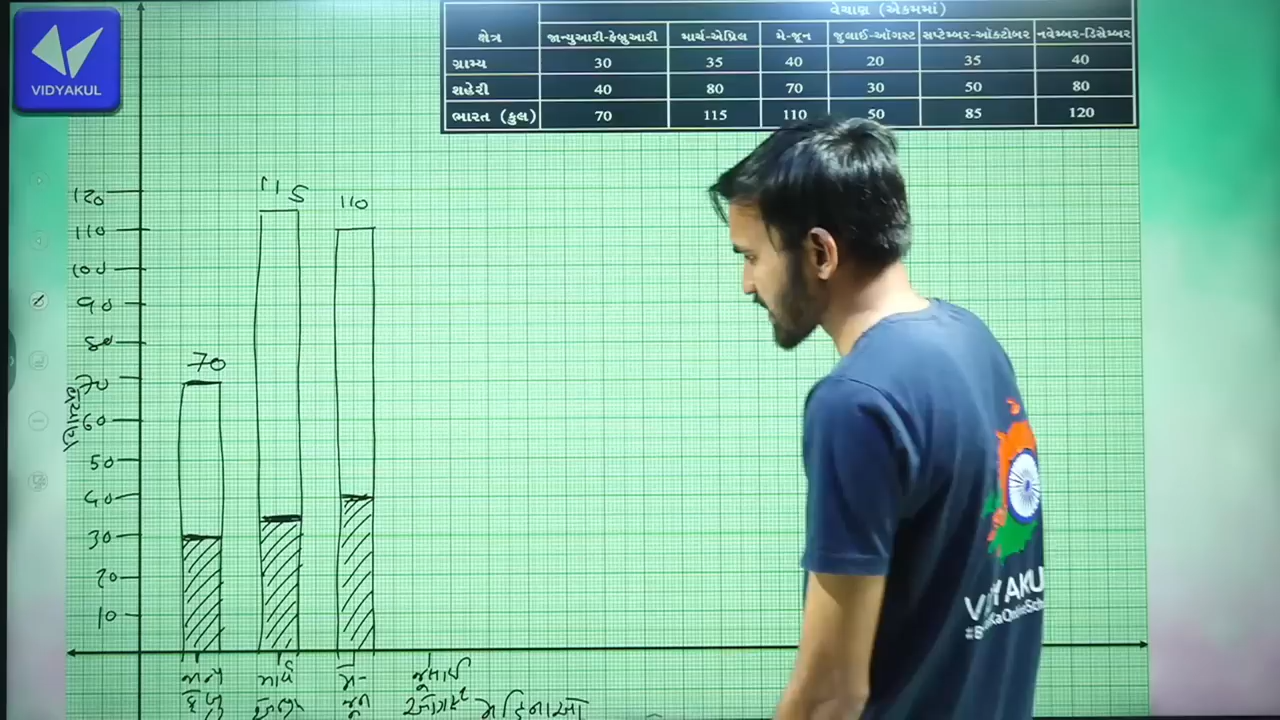 VIDYAKUL
વેચાણ (એકમમાં)
ક્ષેત્ર જાન્યુઆરી-ફેબ્રુઆરી માર્ચ-એપ્રિલ મે-જૂન જુલાઈ-ઑગસ્ટ સપ્ટેમ્બર-ઑક્ટોબર નવેમ્બર-ડિસેમ્બર
ગ્રામ્ય 30 35 40 20 35 40
શહેરી 40 80 70 30 50 80
ભારત (કુલ) 70 115 110 50 85 120
115
110
70
120
110
100
90
80
70
60
50
40
30
20
10
વેચાણ
માર્ચ
મે-
જૂન
જુલાઈ
ઑગસ્ટ
મહિનાઓ